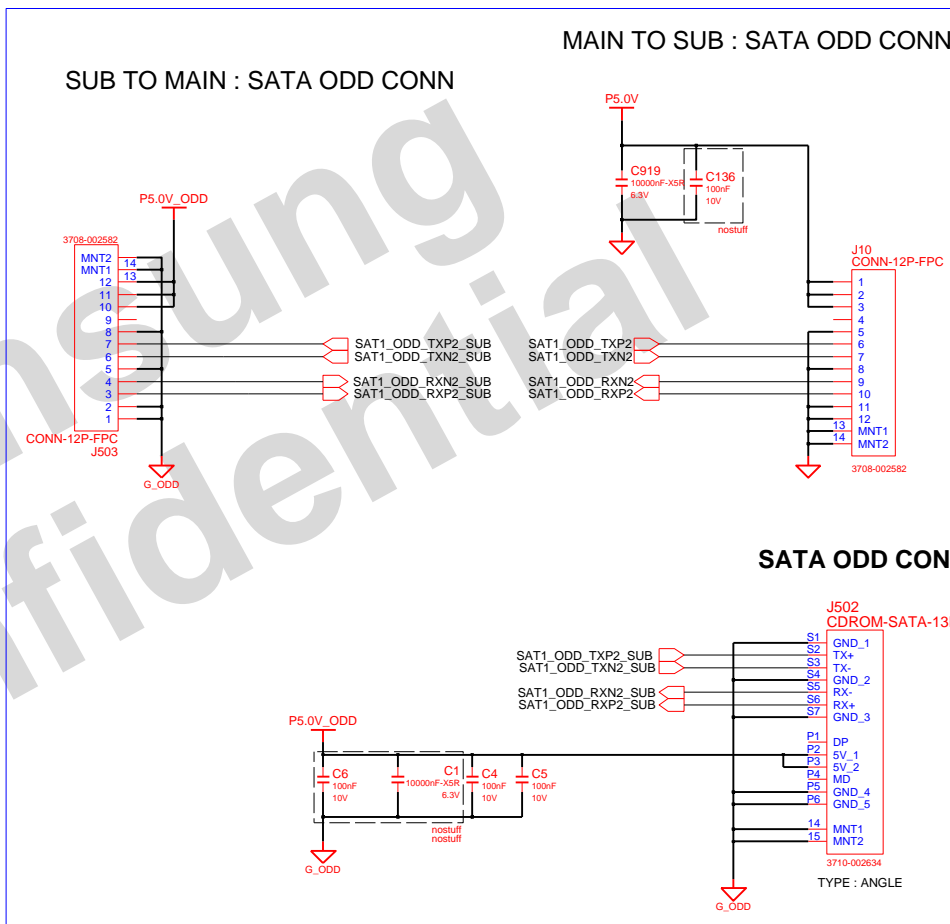 MAIN TO SUB : SATA ODD CONN
SUB TO MAIN : SATA ODD CONN
P5.0V
C919
10000nF-X5R
6.3V
C136
100nF
10V
nostuff
P5.0V_ODD
3708-002582
MNT2
MNT1
14
13
12
11
10
9
8
7
6
5
4
3
2
1
SAT1_ODD_TXP2_SUB
SAT1_ODD_TXN2_SUB
SAT1_ODD_RXN2_SUB
SAT1_ODD_RXP2_SUB
CONN-12P-FPC
J503
G_ODD
J10
CONN-12P-FPC
1
2
3
4
5
6
7
8
9
10
11
12
13
MNT1
14
MNT2
SAT1_ODD_TXP2
SAT1_ODD_TXN2
SAT1_ODD_RXN2
SAT1_ODD_RXP2
3708-002582
SATA ODD CON
J502
CDROM-SATA-13
S1 GND_1
S2 TX+
S3 TX-
S4 GND_2
S5 RX-
S6 RX+
S7 GND_3
P1 DP
P2 5V_1
P3 5V_2
P4 MD
P5 GND_4
P6 GND_5
14 MNT1
15 MNT2
3710-002634
TYPE : ANGLE
SAT1_ODD_TXP2_SUB
SAT1_ODD_TXN2_SUB
SAT1_ODD_RXN2_SUB
SAT1_ODD_RXP2_SUB
P5.0V_ODD
C6
100nF
10V
C1
10000nF-X5R
6.3V
C4
100nF
10V
C5
100nF
10V
nostuff
nostuff
G_ODD
G_ODD
nsung
nfidential